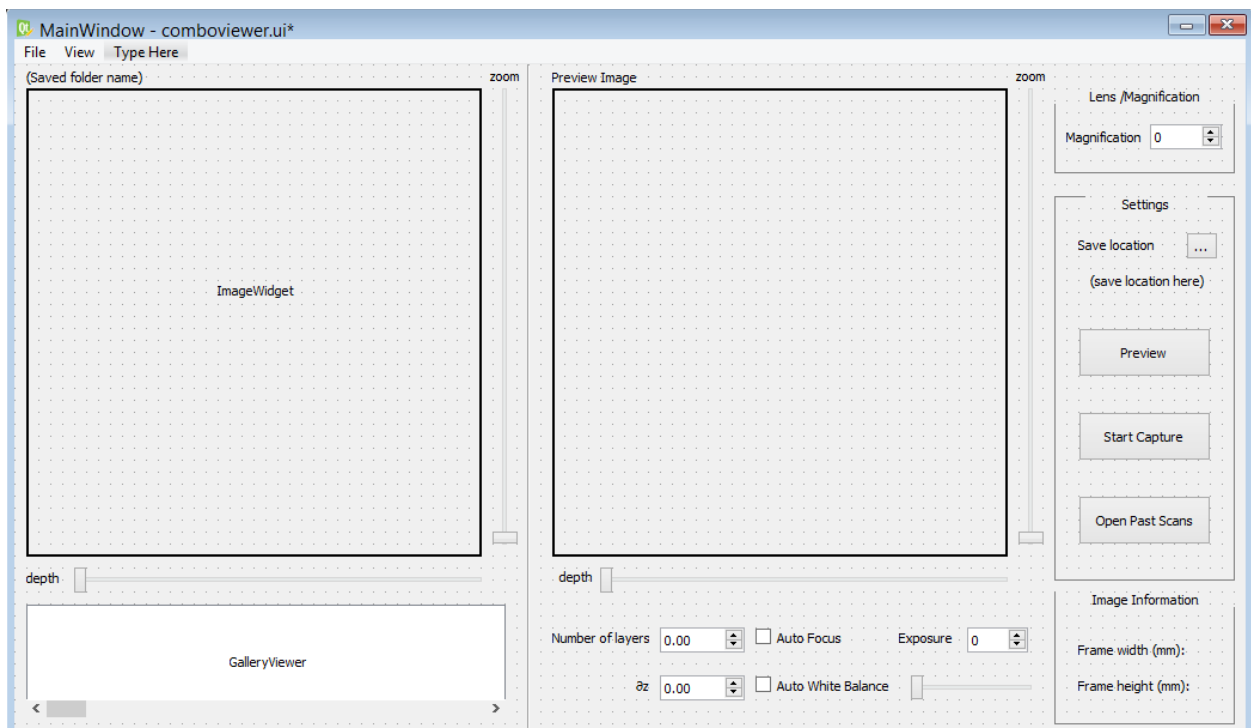 MainWindow - comboviewer.ui*
File View Type Here
(Saved folder name)
zoom
ImageWidget
depth
GalleryViewer
Preview Image
zoom
depth
Number of layers 0.00
Auto Focus
Exposure 0
∂z 0.00
Auto White Balance
Lens /Magnification
Magnification 0
Settings
Save location ...
(save location here)
Preview
Start Capture
Open Past Scans
Image Information
Frame width (mm):
Frame height (mm):